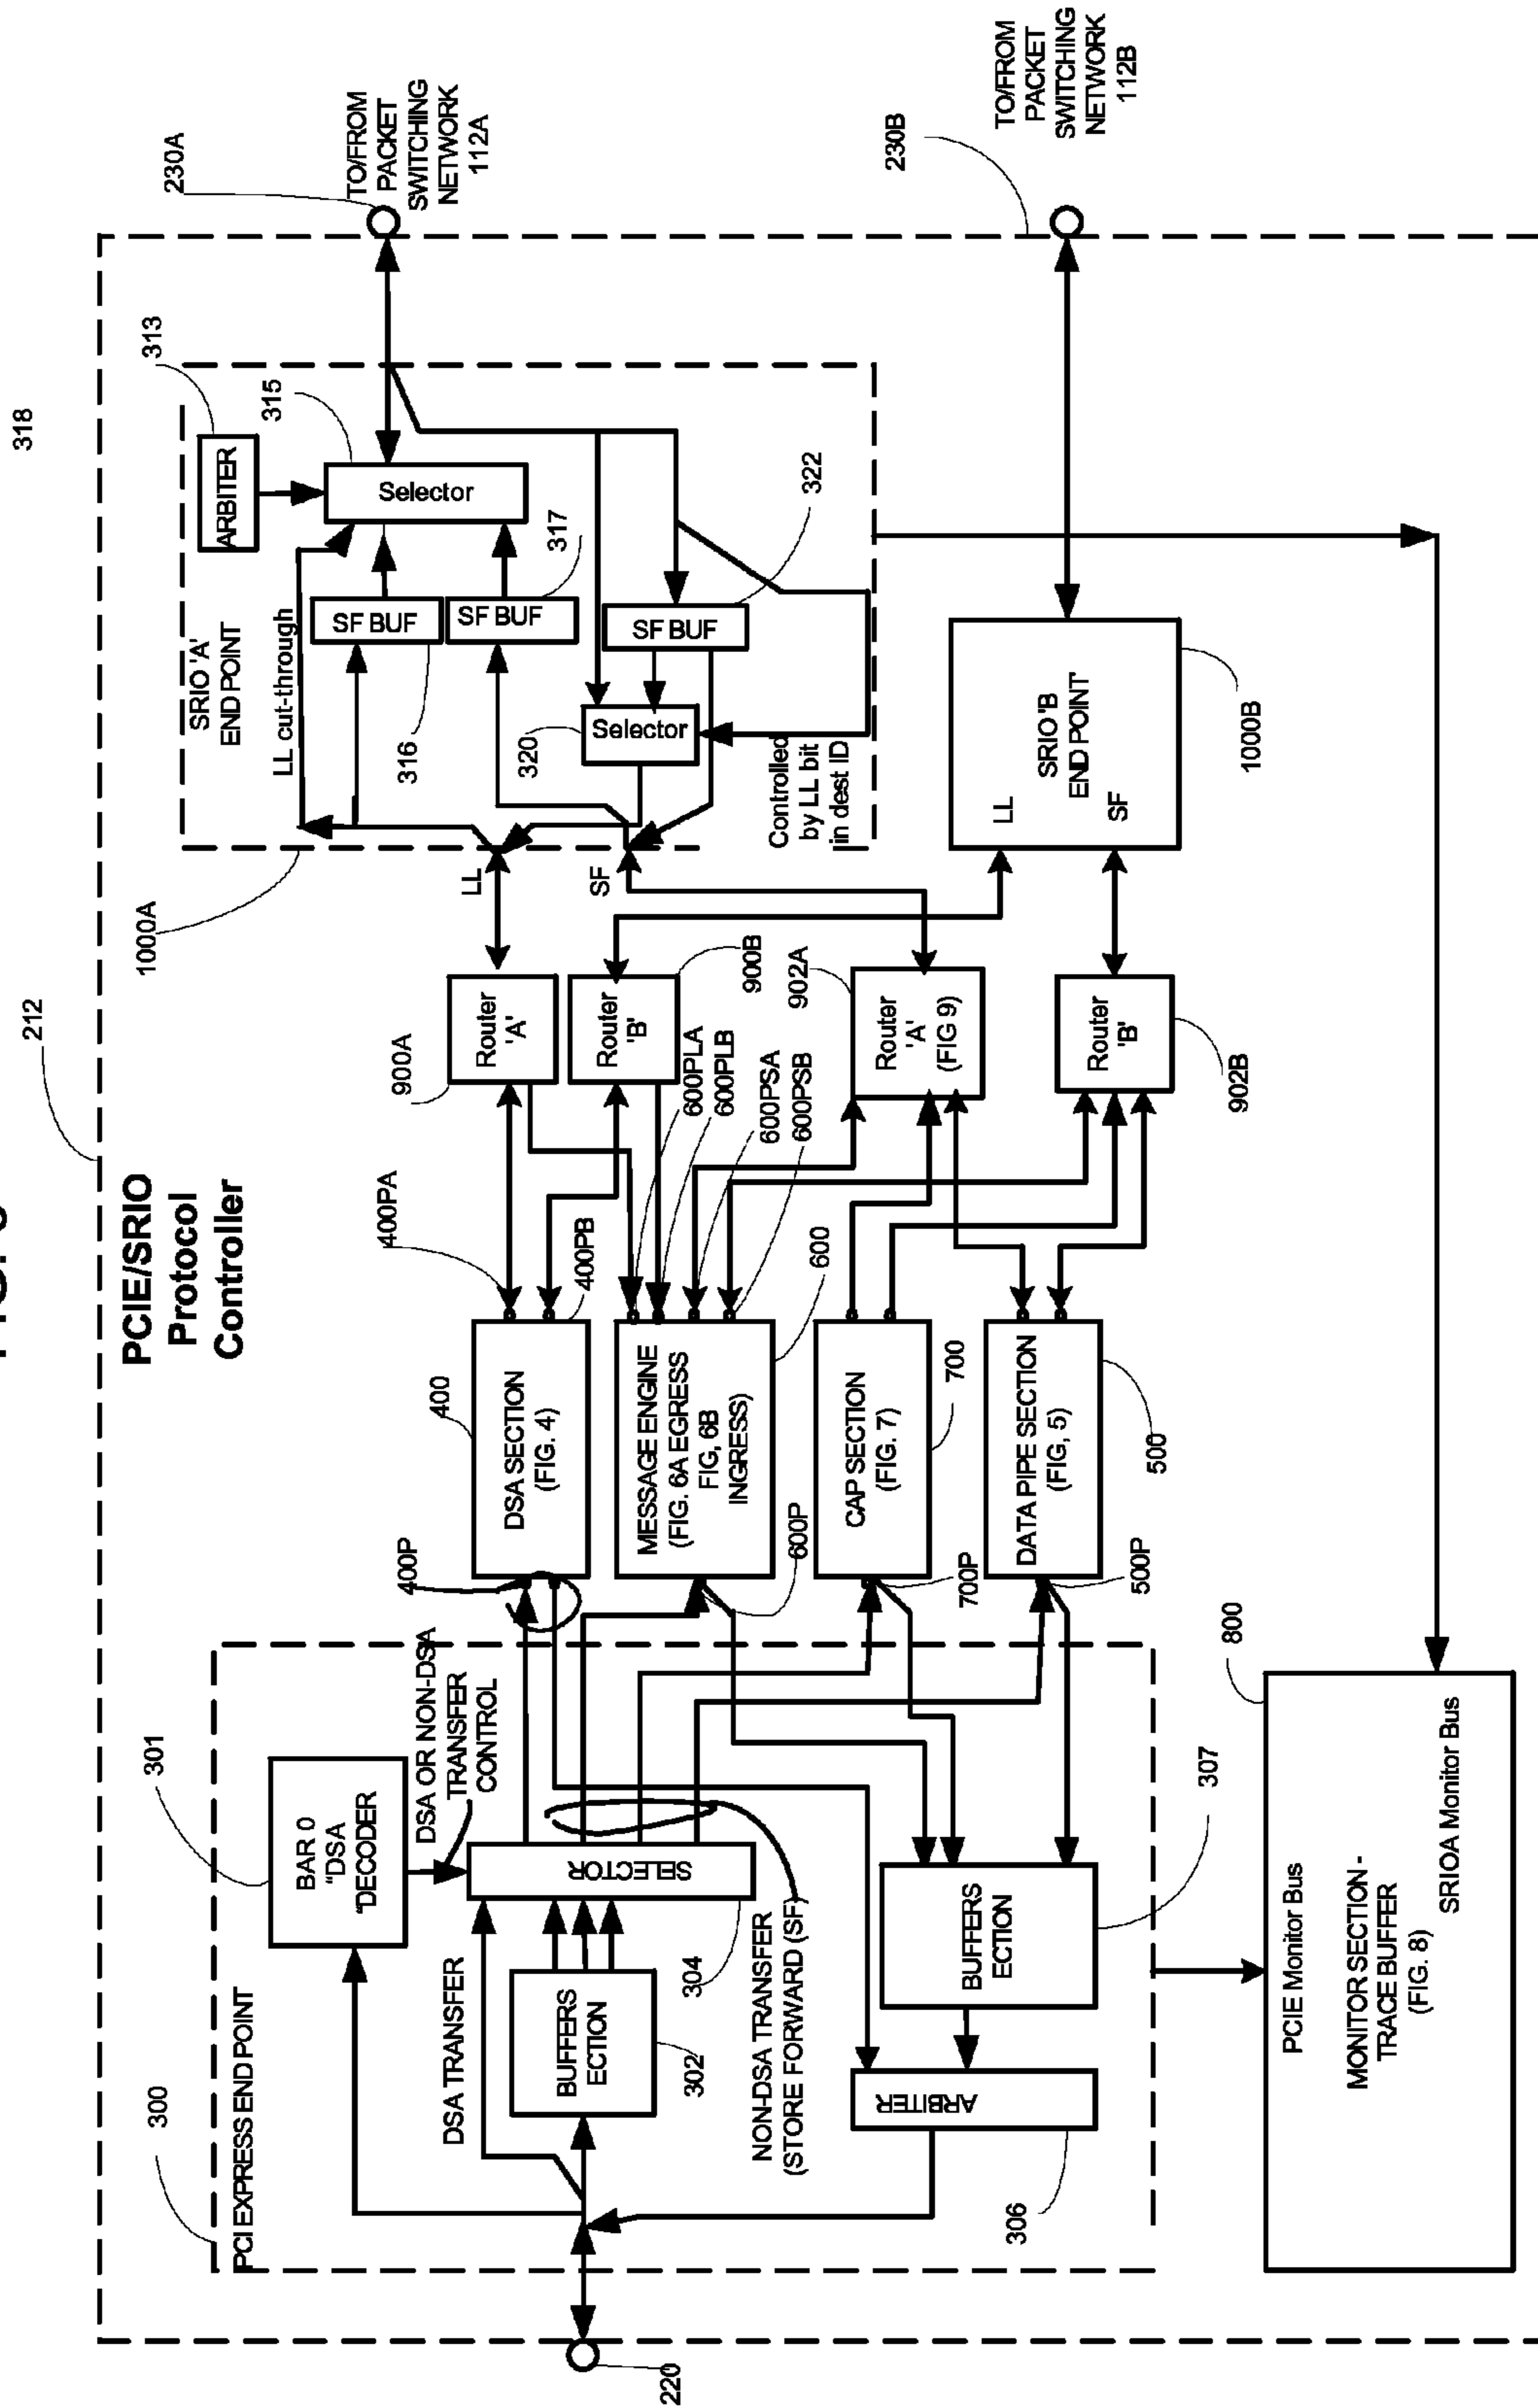 318
212
PCIE/SRIO
Protocol
Controller
300
PCI EXPRESS END POINT
301
BAR 0
"DSA
"DECODER
DSA OR NON-DSA
TRANSFER
CONTROL
DSA TRANSFER
BUFFERS
ECTION
302
SELECTOR
304
NON-DSA TRANSFER
(STORE FORWARD (SF)
ARBITER
306
BUFFERS
ECTION
307
220
400P
400
DSA SECTION
(FIG. 4)
400PA
400PB
MESSAGE ENGINE
(FIG. 6A EGRESS
FIG, 6B
INGRESS)
600P
600
600PLA
600PLB
600PSA
600PSB
CAP SECTION
(FIG. 7)
700P
700
DATA PIPE SECTION
(FIG, 5)
500P
500
900A
Router
'A'
Router
'B'
900B
902A
Router
'A'
(FIG 9)
Router
'B'
902B
1000A
SRIO 'A'
END POINT
LL
SF
LL cut-through
ARBITER
313
315
Selector
SF BUF
316
SF BUF
317
SF BUF
322
320
Selector
Controlled
by LL bit
in dest ID
230A
TO/FROM
PACKET
SWITCHING
NETWORK
112A
LL
SRIO 'B
END POINT'
SF
1000B
230B
TO/FROM
PACKET
SWITCHING
NETWORK
112B
800
PCIE Monitor Bus
MONITOR SECTION -
TRACE BUFFER
(FIG. 8)
SRIOA Monitor Bus